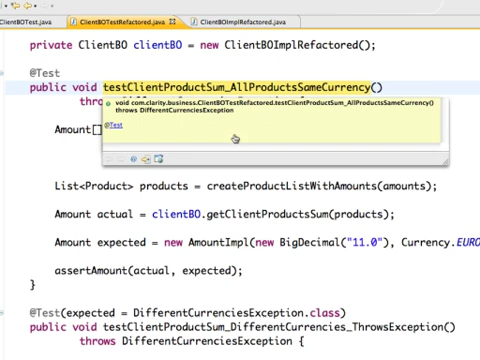 ClientBOTest.java
ClientBOTestRefactored.java
ClientBOImplRefactored.java
private ClientBO clientBO = new ClientBOImplRefactored();
@Test
public void testClientProductSum_AllProductsSameCurrency()
void com.clarity.business.ClientBOTestRefactored.testClientProductSum_AllProductsSameCurrency()
throws DifferentCurrenciesException
@Test
Amount[]
List<Product> products = createProductListWithAmounts(amounts);
Amount actual = clientBO.getClientProductsSum(products);
Amount expected = new AmountImpl(new BigDecimal("11.0"), Currency.EURO
assertAmount(actual, expected);
}
@Test(expected = DifferentCurrenciesException.class)
public void testClientProductSum_DifferentCurrencies_ThrowsException()
throws DifferentCurrenciesException {